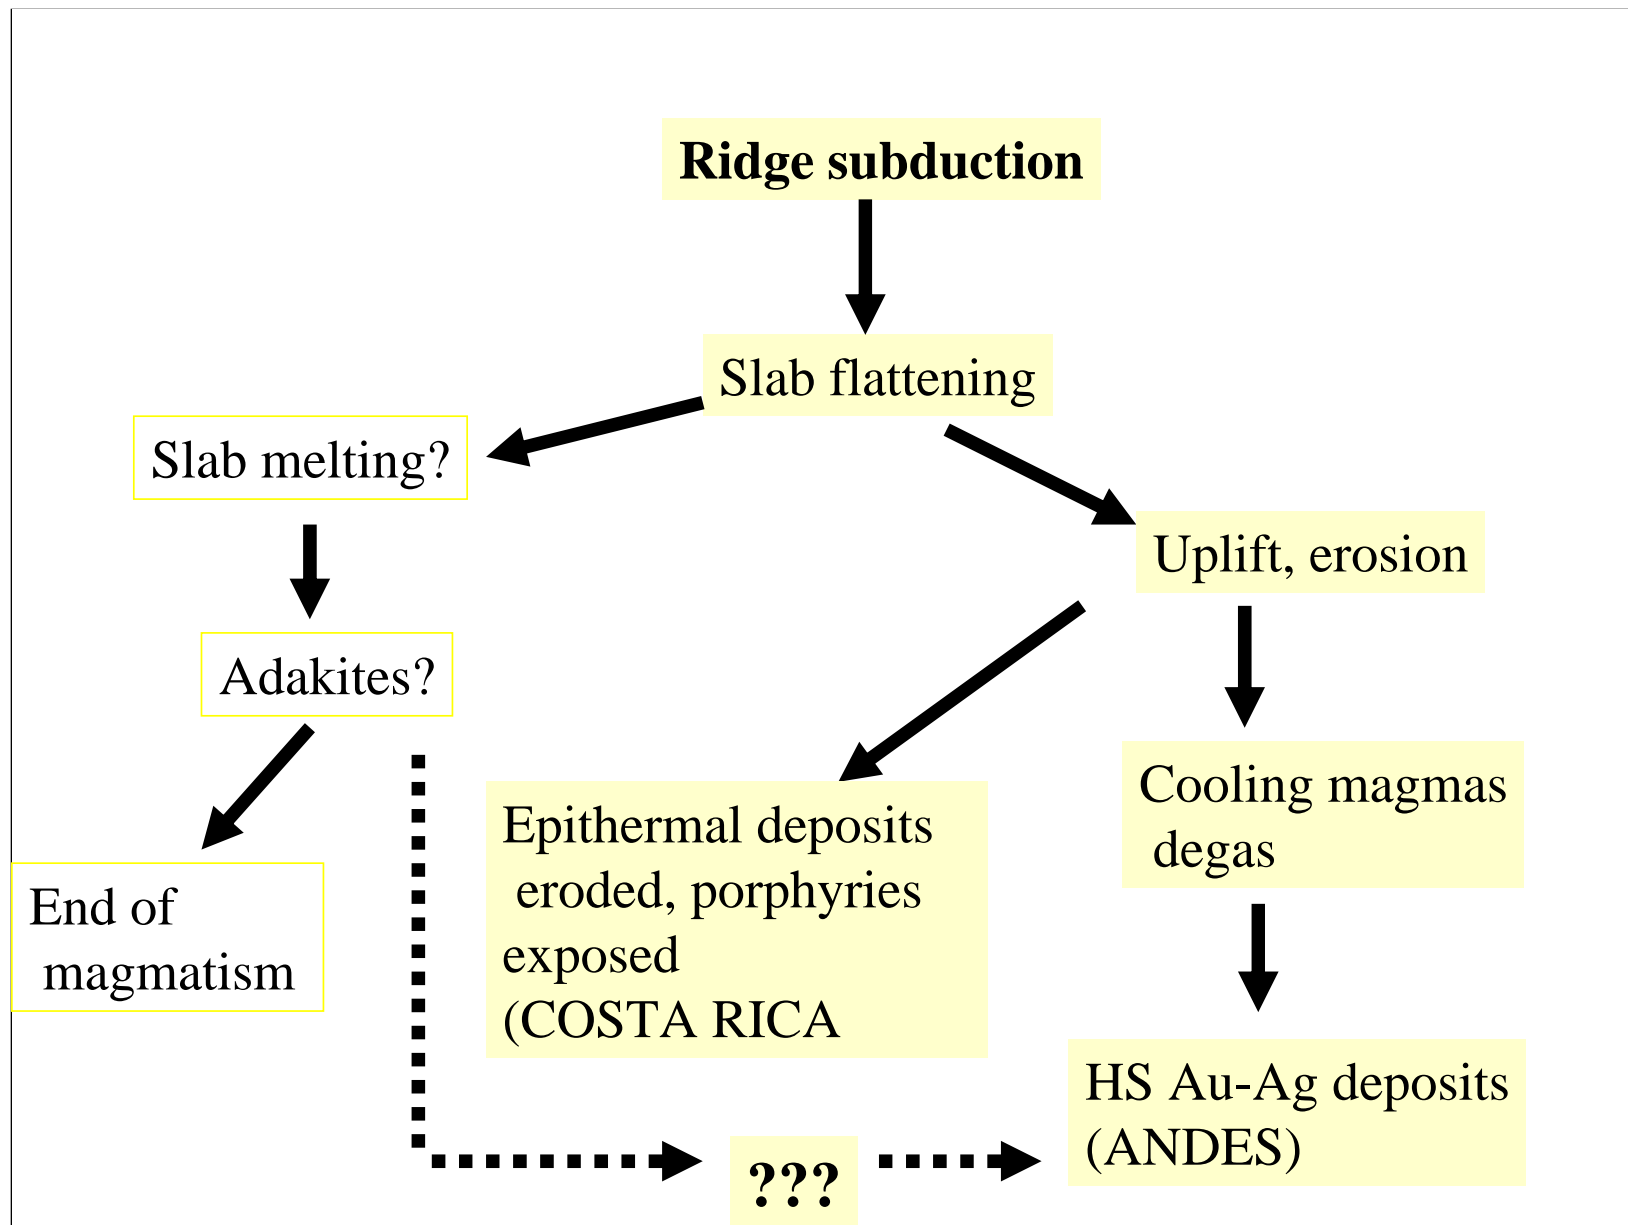 Ridge subduction
Slab flattening
Slab melting?
Uplift, erosion
Adakites?
Cooling magmas
degas
Epithermal deposits
eroded, porphyries
exposed
(COSTA RICA
End of
magmatism
HS Au-Ag deposits
(ANDES)
???